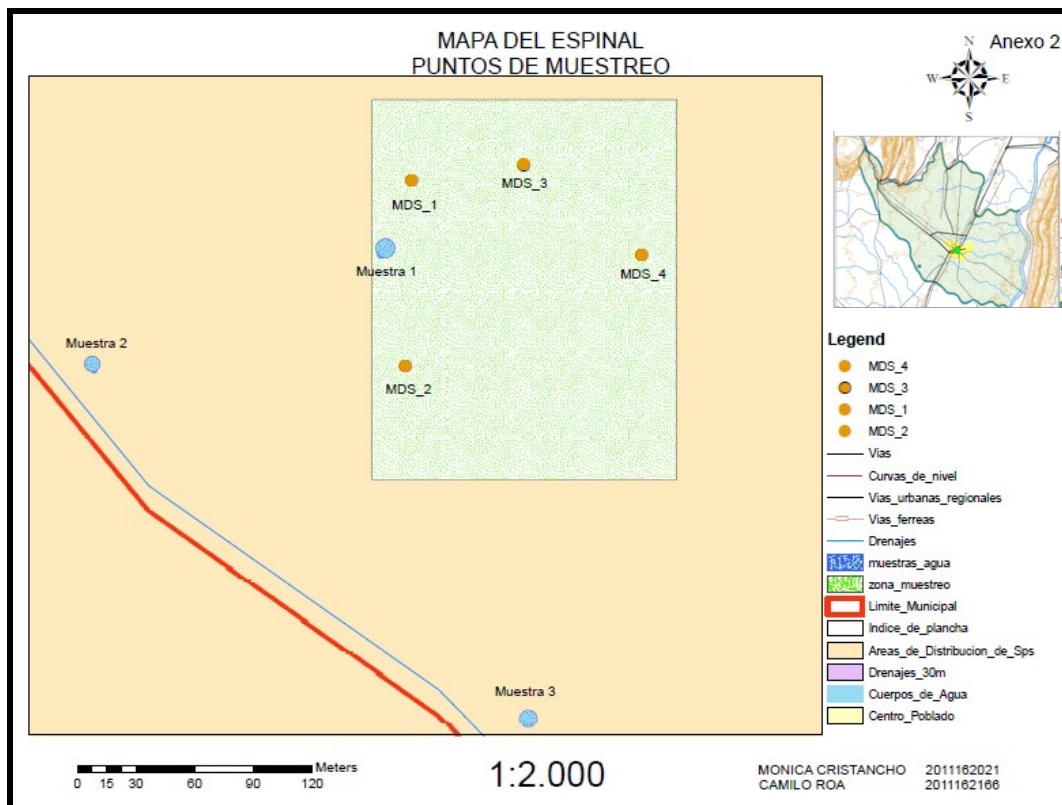 MAPA DEL ESPINAL
PUNTOS DE MUESTREO
Anexo 2
N
W
E
S
MDS_3
MDS_1
Muestra 1
MDS_4
Muestra 2
MDS_2
Muestra 3
Legend
MDS_4
MDS_3
MDS_1
MDS_2
Vias
Curvas_de_nivel
Vias_urbanas_regionales
Vias_ferreas
Drenajes
muestras_agua
zona_muestreo
Limite_Municipal
Indice_de_plancha
Areas_de_Distribucion_de_Sps
Drenajes_30m
Cuerpos_de_Agua
Centro_Poblado
Meters
0 15 30 60 90 120
1:2.000
MONICA CRISTANCHO 2011162021
CAMILO ROA 2011162166